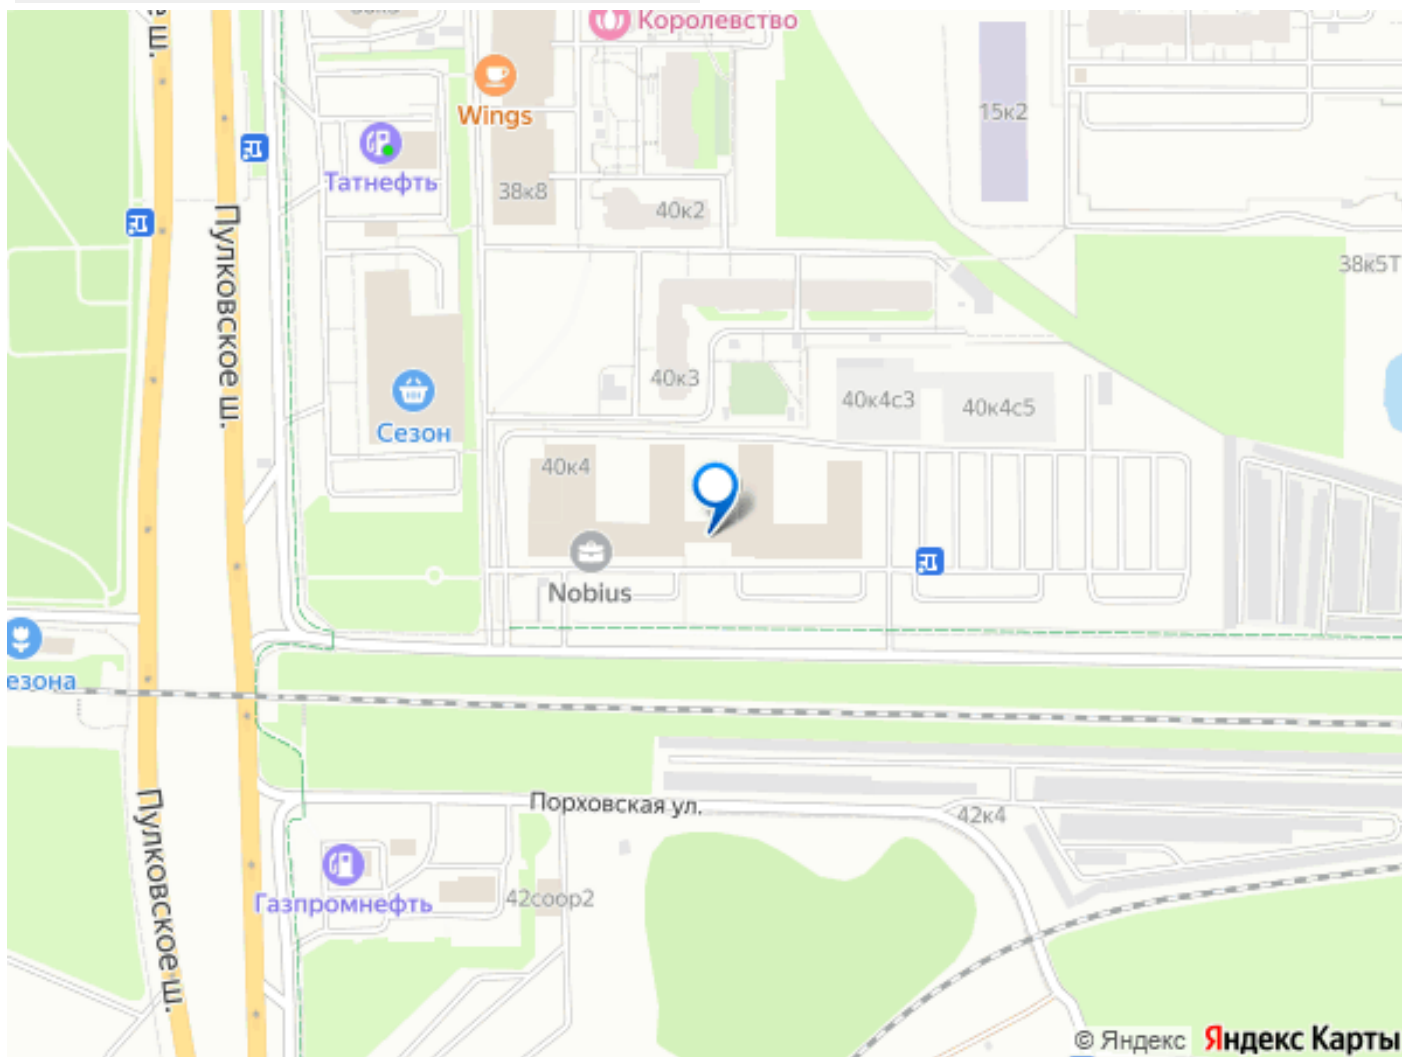 Королевство
ш.
Wings
15к2
Татнефть
38к8
40к2
Пулковское ш.
38к5Т
40к3
40к4с3
40к4с5
Сезон
40к4
Nobius
езона
Порховская ул.
42к4
Пулковское ш.
Газпромнефть
42соор2
© Яндекс Яндекс Карты